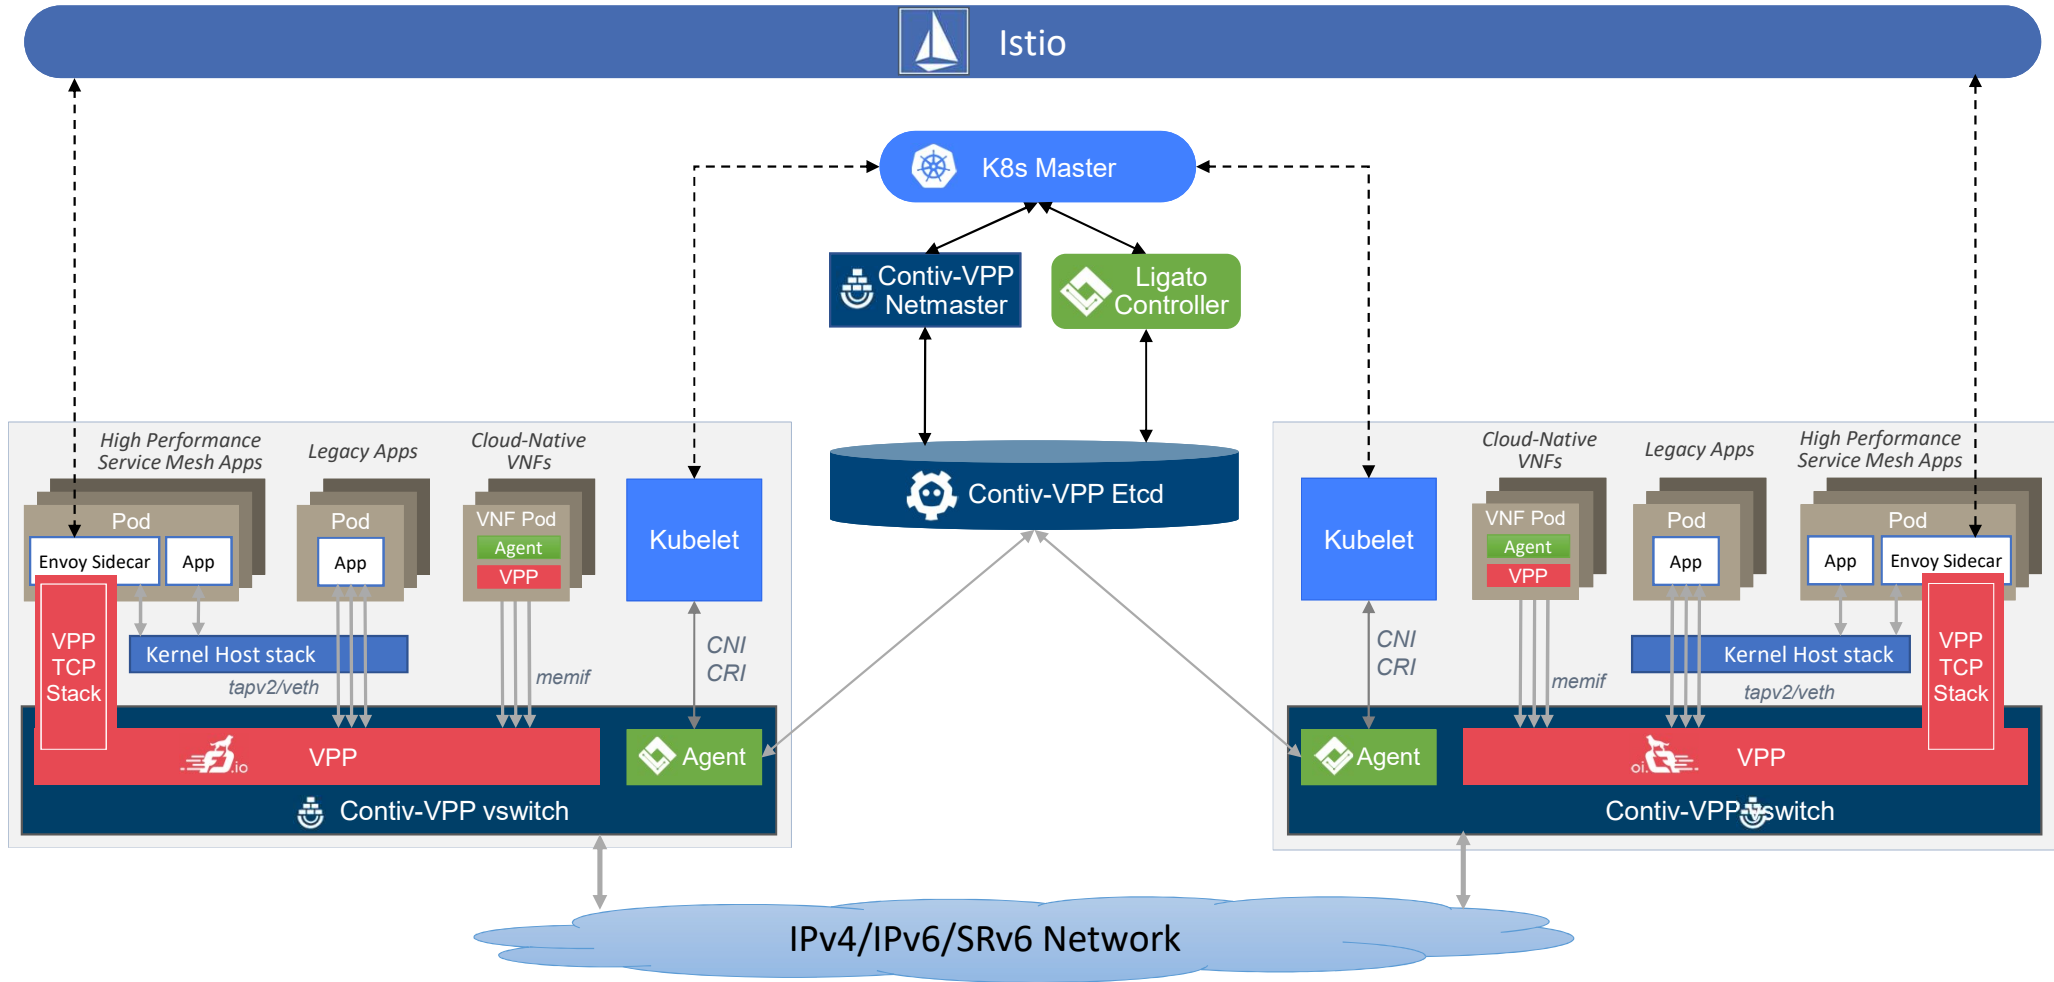 Istio
K8s Master
Contiv-VPP
Netmaster
Ligato
Controller
Contiv-VPP Etcd
High Performance
Service Mesh Apps
Legacy Apps
Cloud-Native
VNFs
Pod
Envoy Sidecar
App
Pod
App
VNF Pod
Agent
VPP
Kubelet
VPP
TCP
Stack
Kernel Host stack
tapv2/veth
memif
CNI
CRI
.io
VPP
Agent
Contiv-VPP vswitch
Cloud-Native
VNFs
Legacy Apps
High Performance
Service Mesh Apps
Kubelet
VNF Pod
Agent
VPP
Pod
App
Pod
App
Envoy Sidecar
CNI
CRI
memif
Kernel Host stack
tapv2/veth
VPP
TCP
Stack
Agent
oi.
VPP
Contiv-VPP vswitch
IPv4/IPv6/SRv6 Network